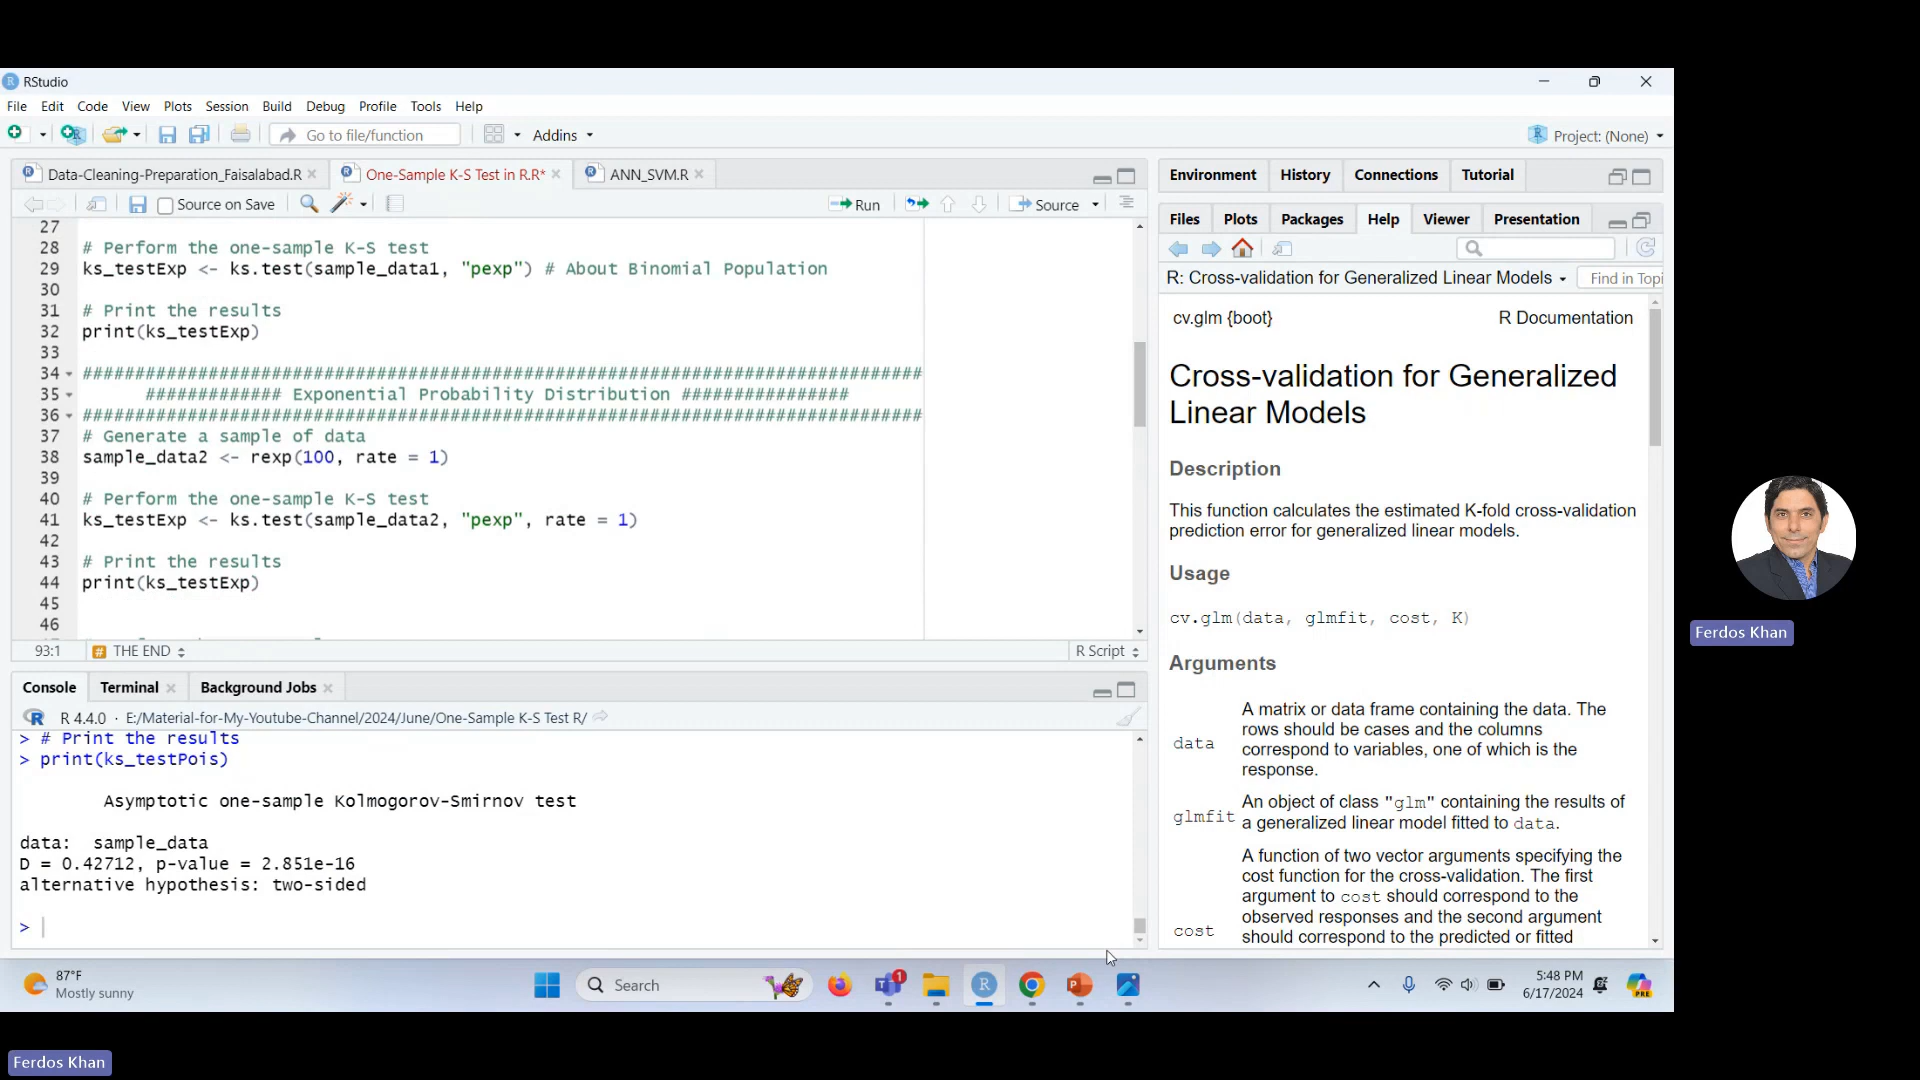 RStudio
File Edit Code View Plots Session Build Debug Profile Tools Help
Go to file/function Addins Project: (None)
Data-Cleaning-Preparation_Faisalabad.R One-Sample K-S Test in R.R* ANN_SVM.R
Source on Save Run Source
27
28 # Perform the one-sample K-S test
29 ks_testExp <- ks.test(sample_data1, "pexp") # About Binomial Population
30
31 # Print the results
32 print(ks_testExp)
33
34 ################################################################################
35 ############# Exponential Probability Distribution ################
36 ################################################################################
37 # Generate a sample of data
38 sample_data2 <- rexp(100, rate = 1)
39
40 # Perform the one-sample K-S test
41 ks_testExp <- ks.test(sample_data2, "pexp", rate = 1)
42
43 # Print the results
44 print(ks_testExp)
45
46
93:1 # THE END R Script
Console Terminal Background Jobs
R 4.4.0 · E:/Material-for-My-Youtube-Channel/2024/June/One-Sample K-S Test R/
> # Print the results
> print(ks_testPois)
Asymptotic one-sample Kolmogorov-Smirnov test
data: sample_data
D = 0.42712, p-value = 2.851e-16
alternative hypothesis: two-sided
>
Environment History Connections Tutorial
Files Plots Packages Help Viewer Presentation
R: Cross-validation for Generalized Linear Models Find in Topi
cv.glm {boot} R Documentation
Cross-validation for Generalized
Linear Models
Description
This function calculates the estimated K-fold cross-validation
prediction error for generalized linear models.
Usage
cv.glm(data, glmfit, cost, K)
Arguments
data
A matrix or data frame containing the data. The
rows should be cases and the columns
correspond to variables, one of which is the
response.
glmfit
An object of class "glm" containing the results of
a generalized linear model fitted to data.
cost
A function of two vector arguments specifying the
cost function for the cross-validation. The first
argument to cost should correspond to the
observed responses and the second argument
should correspond to the predicted or fitted
87°F
Mostly sunny
Search
1
5:48 PM
6/17/2024
PRE
Ferdos Khan
Ferdos Khan